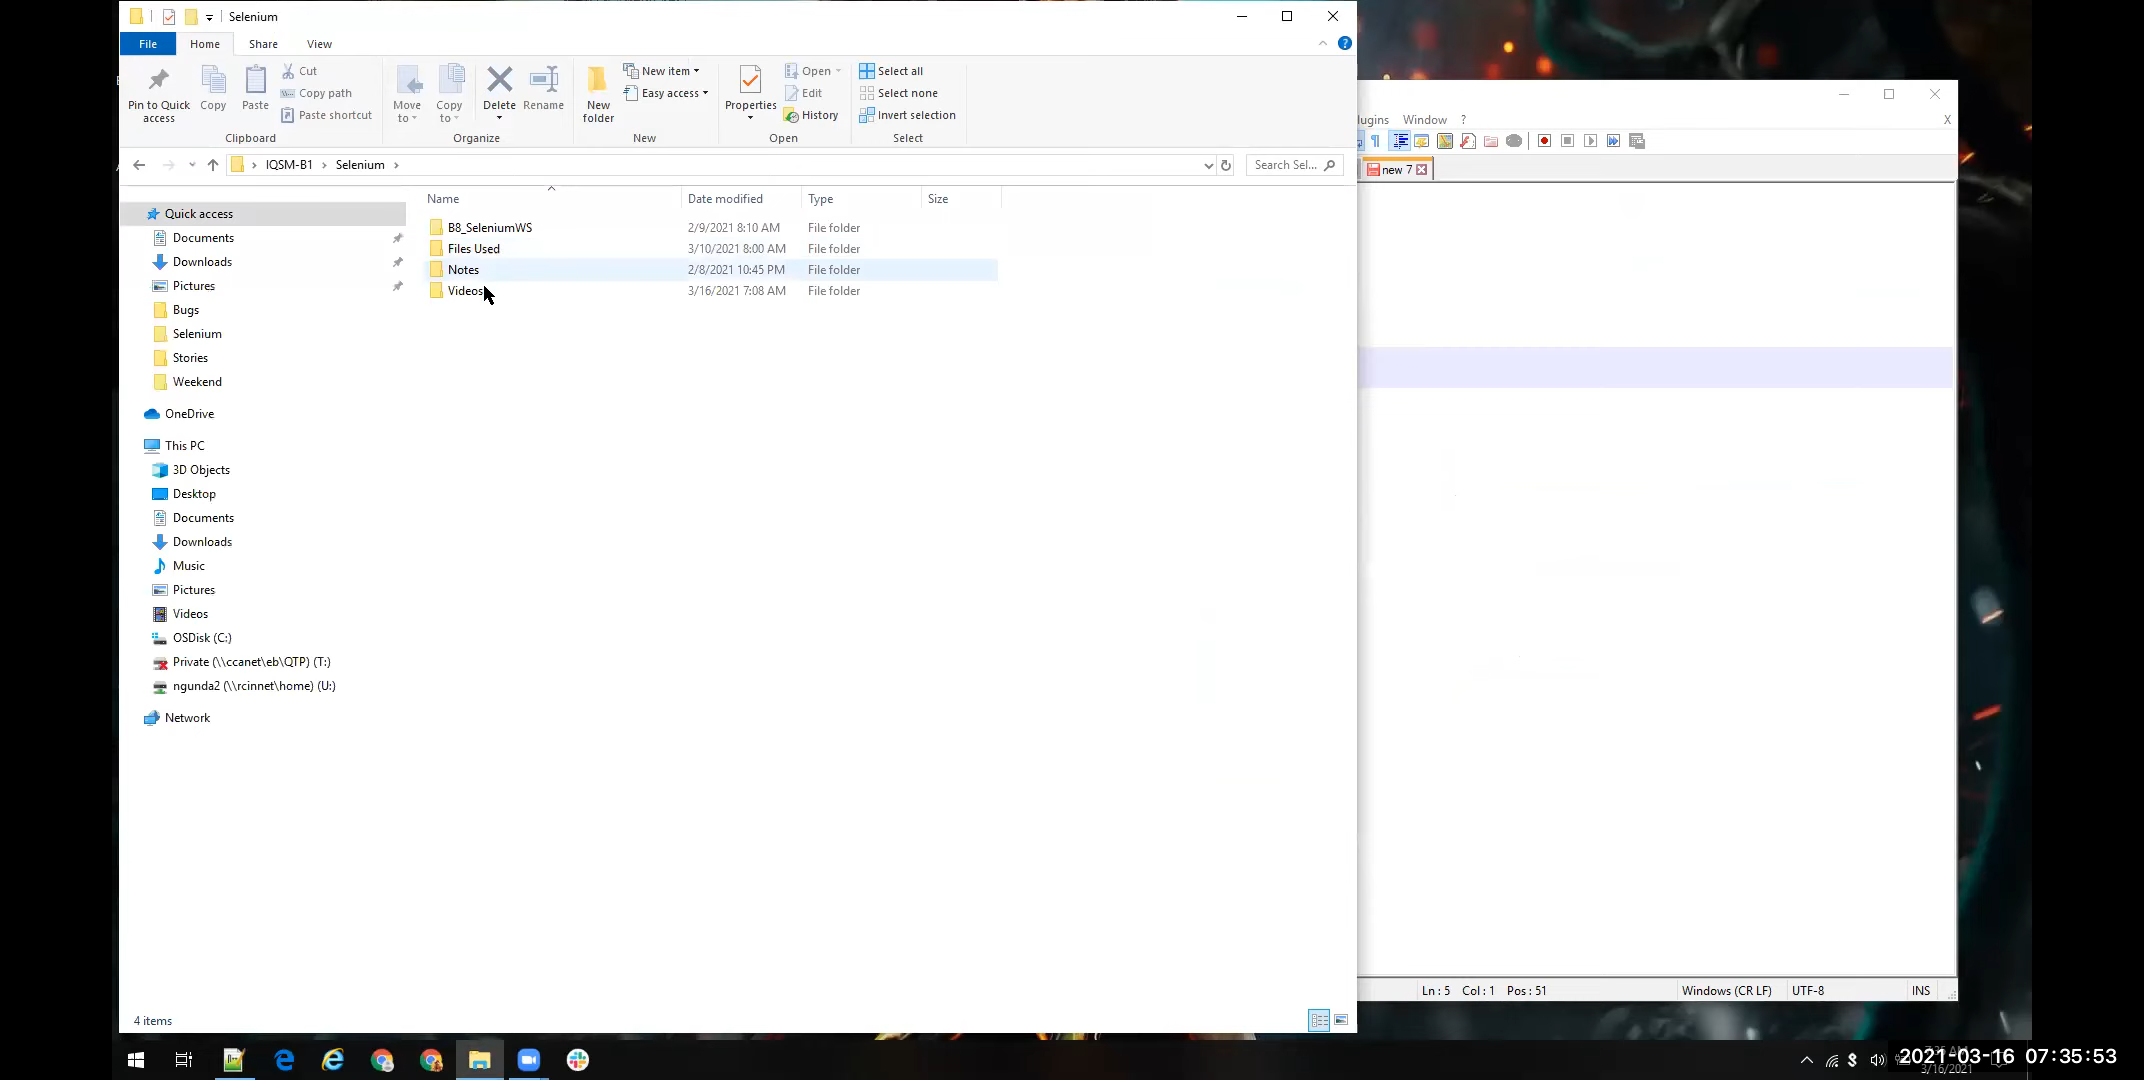 Selenium
File Home Share View
Pin to Quick access
Copy
Paste
Cut
Copy path
Paste shortcut
Clipboard
Move to
Copy to
Delete
Rename
Organize
New folder
New item
Easy access
New
Properties
Open
Edit
History
Open
Select all
Select none
Invert selection
Select
IQSM-B1 > Selenium >
Search Sel...
Name Date modified Type Size
B8_SeleniumWS 2/9/2021 8:10 AM File folder
Files Used 3/10/2021 8:00 AM File folder
Notes 2/8/2021 10:45 PM File folder
Videos 3/16/2021 7:08 AM File folder
Quick access
Documents
Downloads
Pictures
Bugs
Selenium
Stories
Weekend
OneDrive
This PC
3D Objects
Desktop
Documents
Downloads
Music
Pictures
Videos
OSDisk (C:)
Private (\\ccanet\eb\QTP) (T:)
ngunda2 (\\rcinnet\home) (U:)
Network
4 items
lugins Window ? X
new 7
Ln : 5 Col : 1 Pos : 51 Windows (CR LF) UTF-8 INS
2021-03-16 07:35:53
3/16/2021